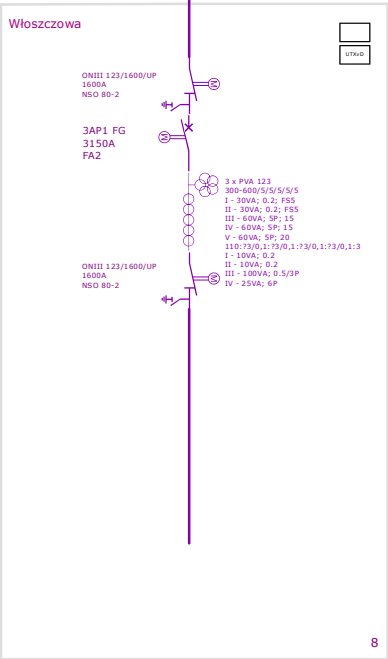 Włoszczowa
UTXvD
ONIII 123/1600/UP
1600A
NSO 80-2
M
3AP1 FG
3150A
FA2
M
3 x PVA 123
300-600/5/5/5/5/5
I - 30VA; 0.2; FS5
II - 30VA; 0.2; FS5
III - 60VA; 5P; 15
IV - 60VA; 5P; 15
V - 60VA; 5P; 20
110:?3/0,1:?3/0,1:?3/0,1:?3/0,1:3
I - 10VA; 0.2
II - 10VA; 0.2
III - 100VA; 0.5/3P
IV - 25VA; 6P
ONIII 123/1600/UP
1600A
NSO 80-2
M
8